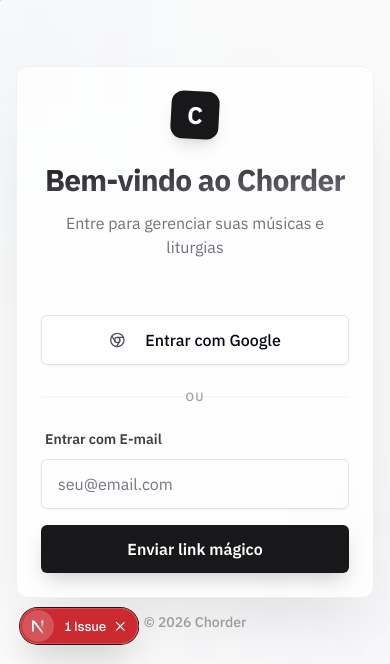 C
Bem-vindo ao Chorder
Entre para gerenciar suas músicas e
liturgias
Entrar com Google
OU
Entrar com E-mail
seu@email.com
Enviar link mágico
N 1 Issue
© 2026 Chorder